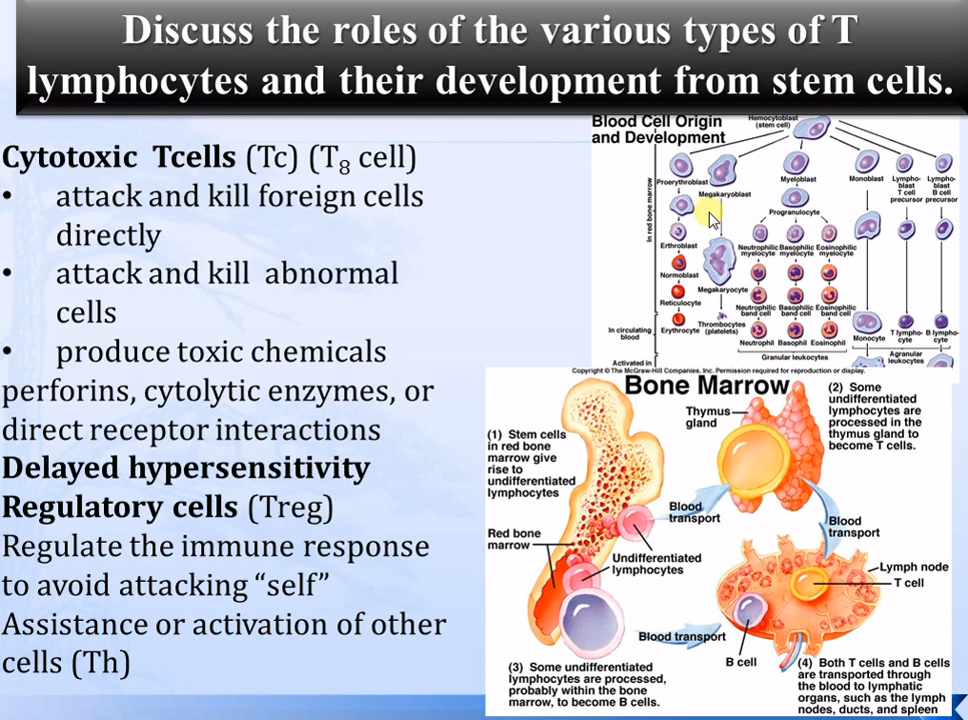 Discuss the roles of the various types of T
lymphocytes and their development from stem cells.
Cytotoxic Tcells (Tc) (T8 cell)
• attack and kill foreign cells
directly
• attack and kill abnormal
cells
• produce toxic chemicals
perforins, cytolytic enzymes, or
direct receptor interactions
Delayed hypersensitivity
Regulatory cells (Treg)
Regulate the immune response
to avoid attacking “self”
Assistance or activation of other
cells (Th)
Blood Cell Origin
and Development
Hemocytoblast
(stem cell)
In red bone marrow
Proerythroblast
Megakaryoblast
Myeloblast
Monoblast
Lympho-
blast
T cell
precursor
Lympho-
blast
B cell
precursor
Progranulocyte
Erthroblast
Neutrophilic
myelocyte
Basophilic
myelocyte
Eosinophilic
myelocyte
Normoblast
Megakaryocyte
Reticulocyte
Neutrophilic
band cell
Basophilic
band cell
Eosinophilic
band cell
In circulating
blood
Erythrocyte
Thrombocytes
(platelets)
Neutrophil
Basophil
Eosinophil
Monocyte
T lympho-
cyte
B lympho-
cyte
Granular leukocytes
Agranular
leukocytes
Activated in
Copyright © The McGraw-Hill Companies, Inc. Permission required for reproduction or display.
Bone Marrow
(1) Stem cells
in red bone
marrow give
rise to
undifferentiated
lymphocytes
Thymus
gland
(2) Some
undifferentiated
lymphocytes are
processed in the
thymus gland to
become T cells.
Blood
transport
Red bone
marrow
Undifferentiated
lymphocytes
Blood
transport
Lymph node
T cell
Blood transport
B cell
(3) Some undifferentiated
lymphocytes are processed,
probably within the bone
marrow, to become B cells.
(4) Both T cells and B cells
are transported through
the blood to lymphatic
organs, such as the lymph
nodes, ducts, and spleen